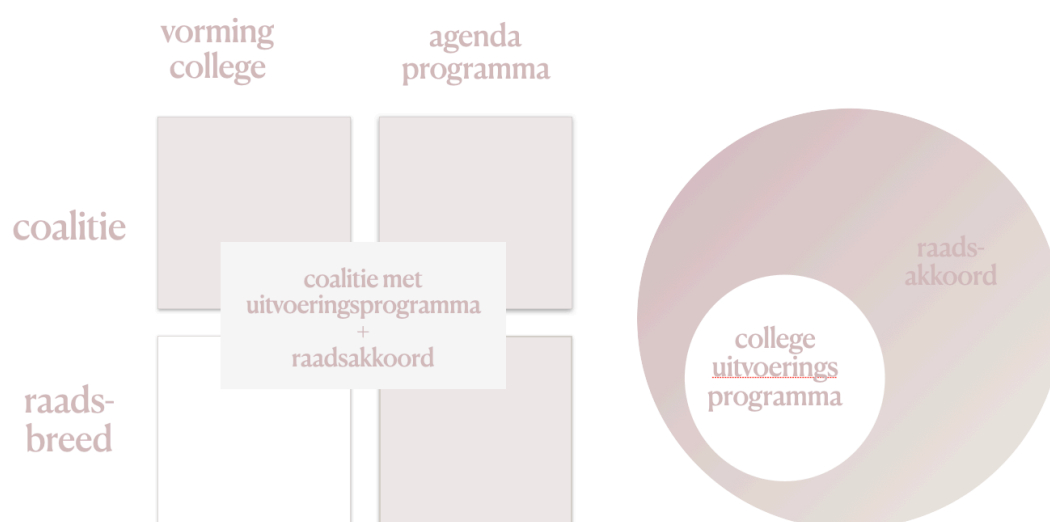 vorming
college
agenda
programma
coalitie
coalitie met
uitvoeringsprogramma
+
raadsakkoord
raads-
breed
raads-
akkoord
college
uitvoerings
programma